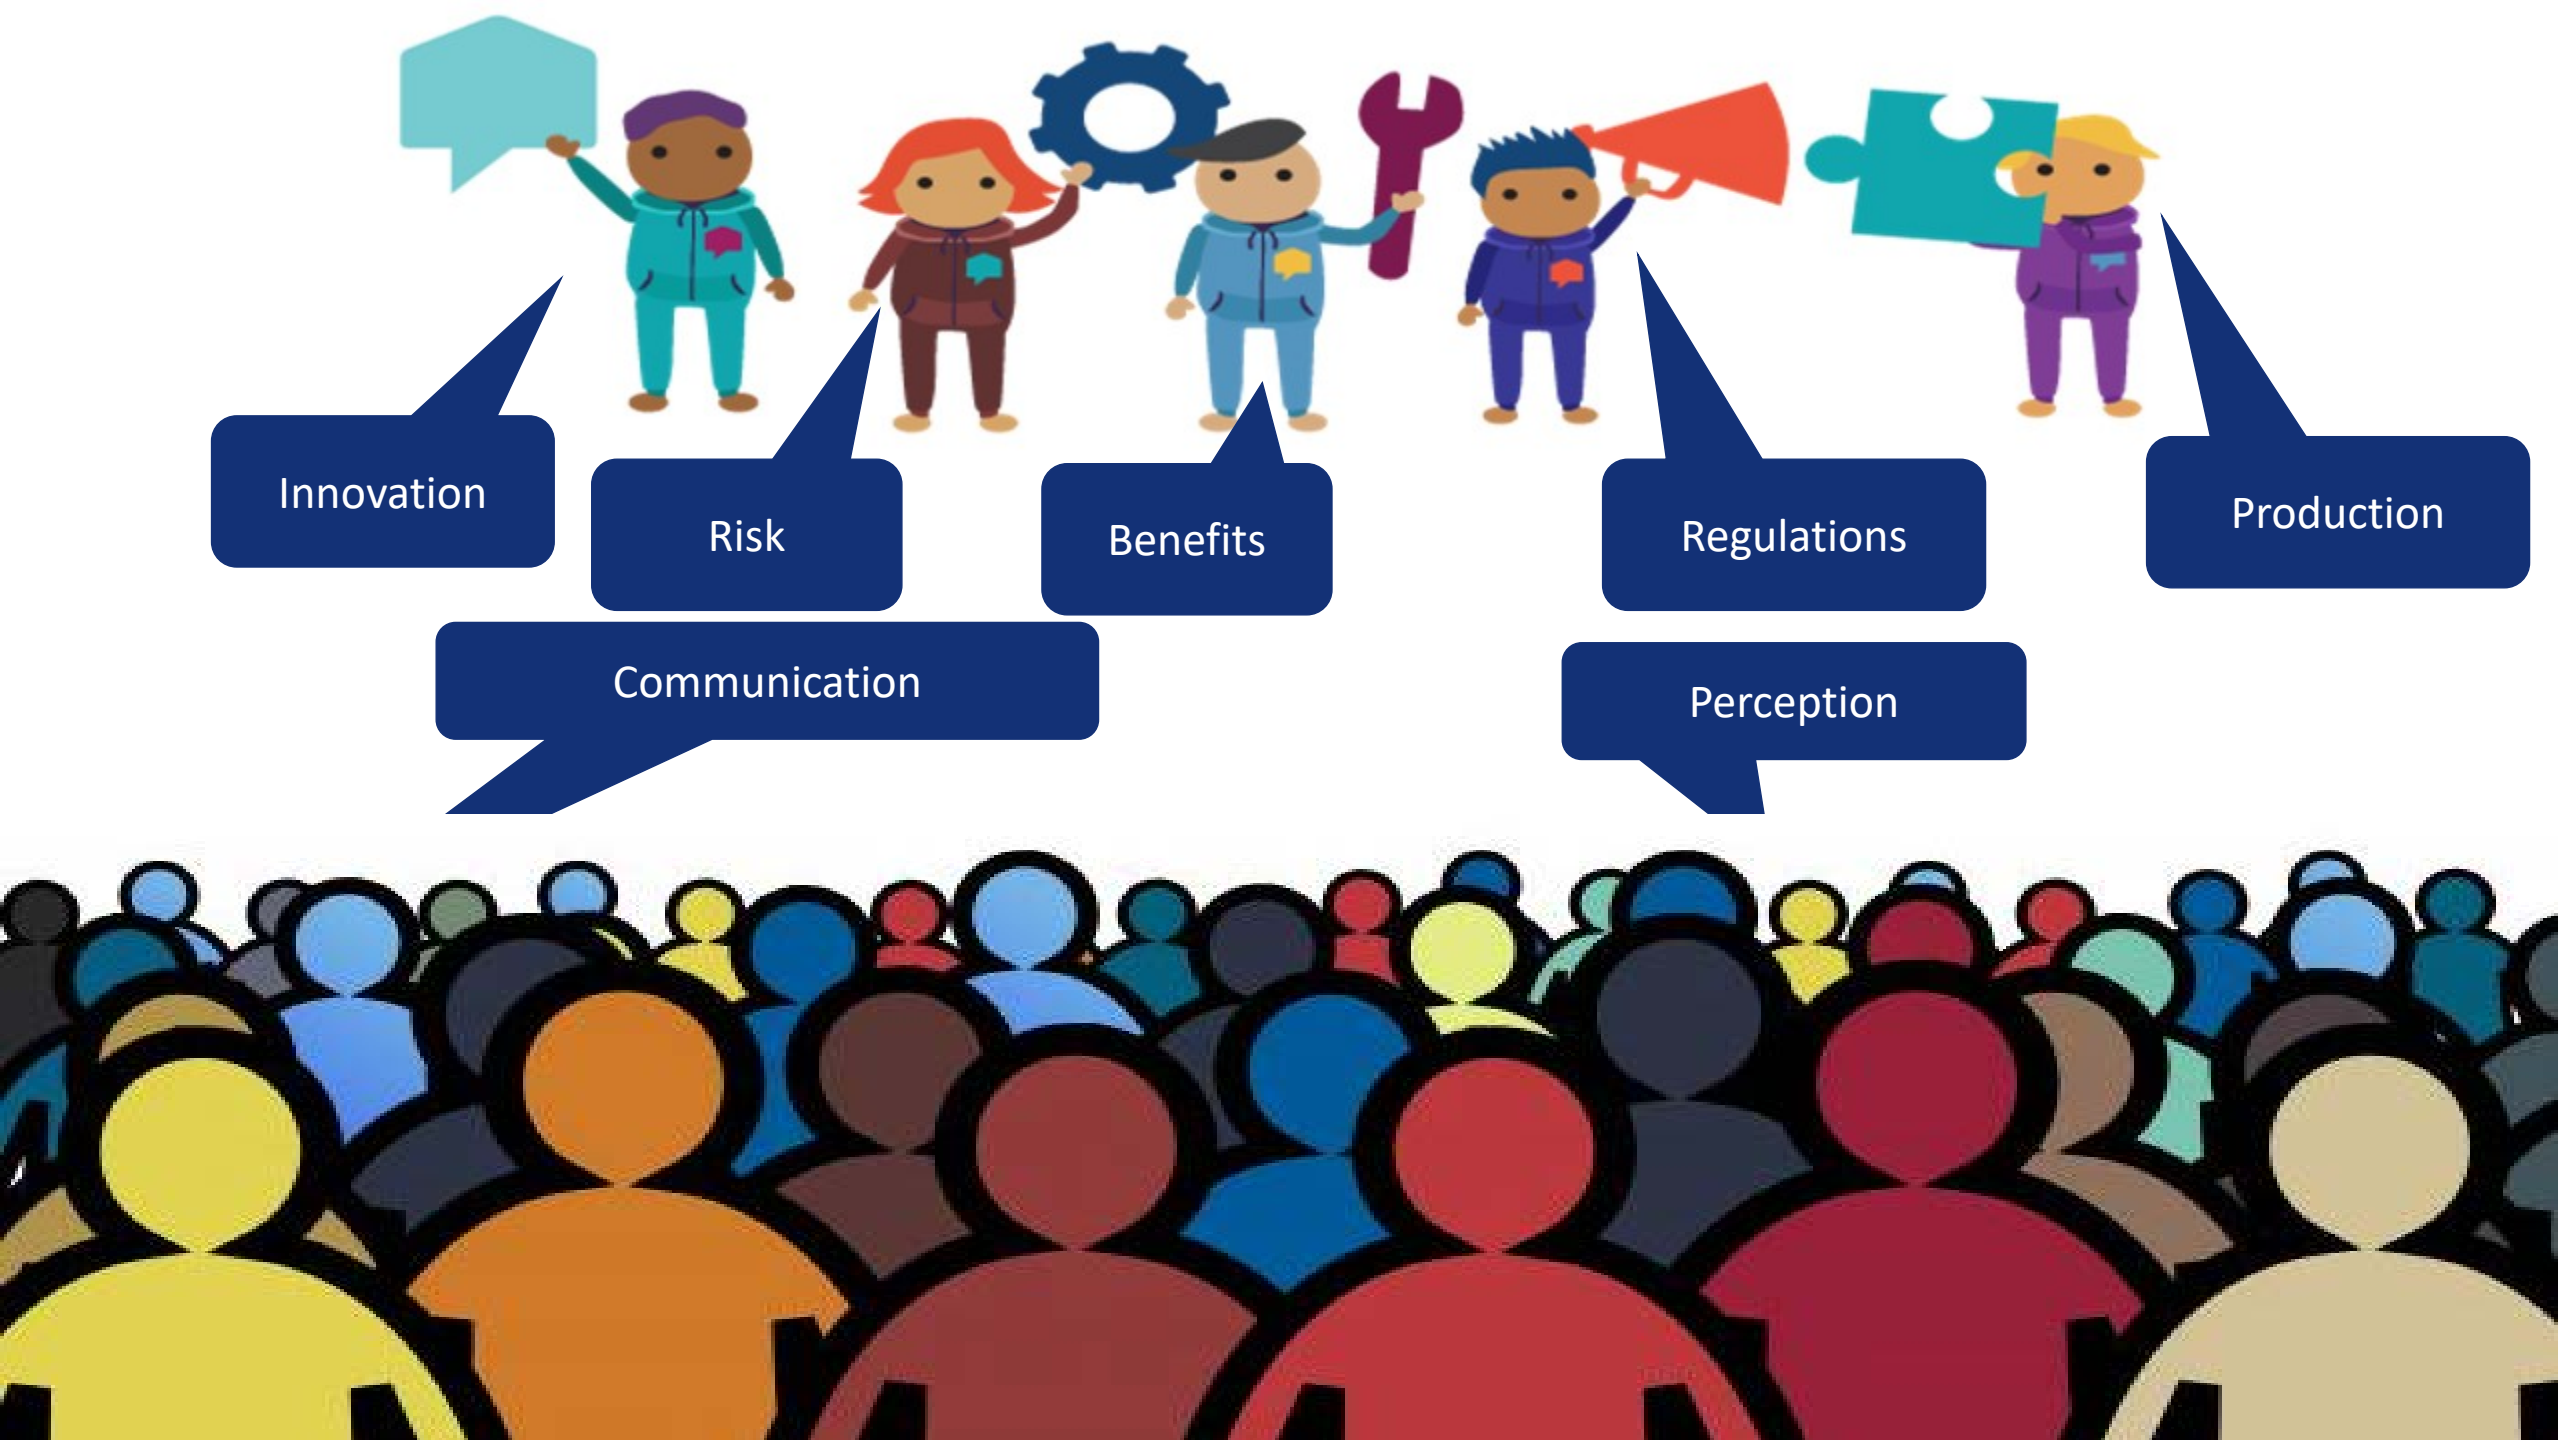 Innovation
Risk
Benefits
Regulations
Production
Communication
Perception